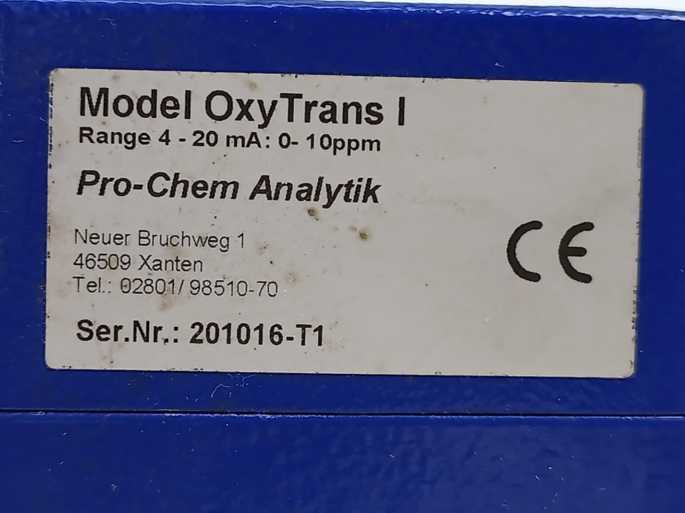 Model OxyTrans I
Range 4 - 20 mA: 0- 10ppm
Pro-Chem Analytik
Neuer Bruchweg 1
46509 Xanten
Tel.: 02801/ 98510-70
CE
Ser.Nr.: 201016-T1